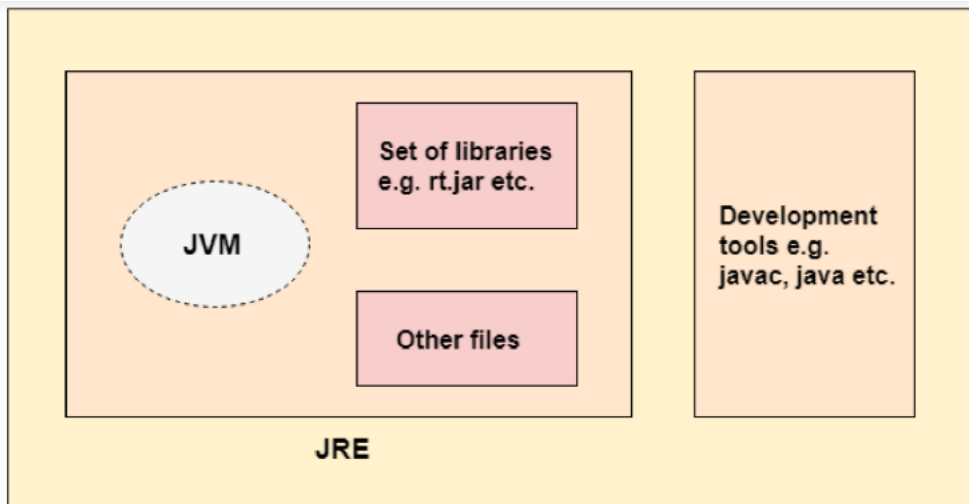 Set of libraries
e.g. rt.jar etc.
JVM
Development
tools e.g.
javac, java etc.
Other files
JRE